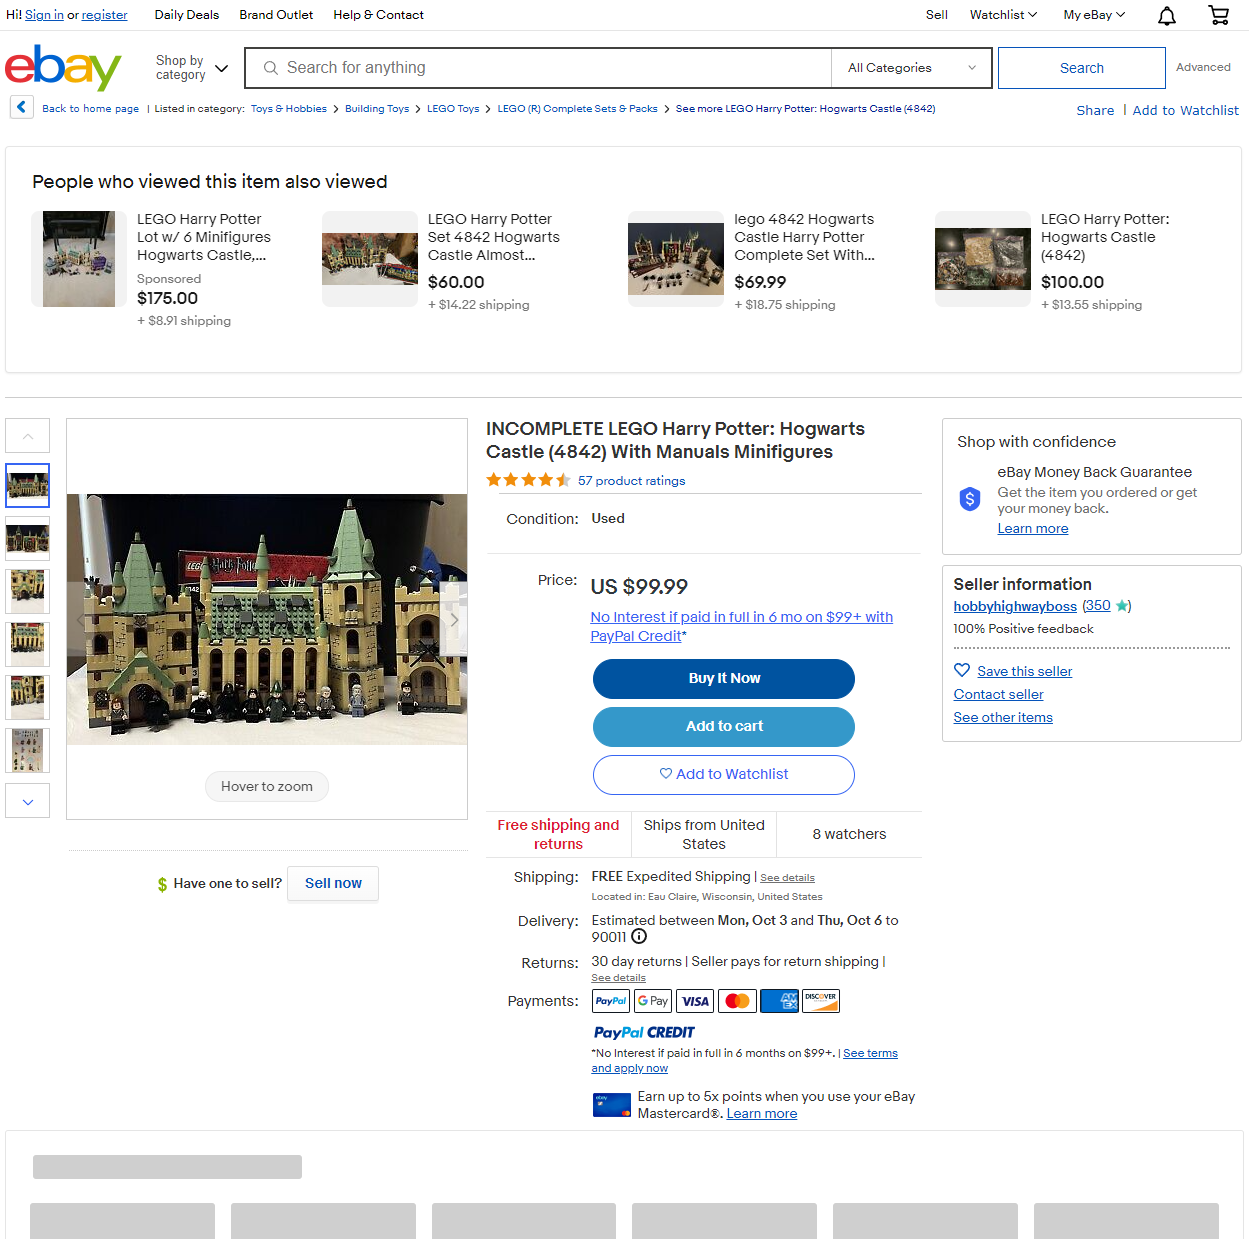 Hi! Sign in or register
Daily Deals
Brand Outlet
Help & Contact
Sell
Watchlist
My eBay
ebay
Shop by
category
Search for anything
All Categories
Search
Advanced
Back to home page | Listed in category: Toys & Hobbies > Building Toys > LEGO Toys > LEGO (R) Complete Sets & Packs > See more LEGO Harry Potter: Hogwarts Castle (4842)
Share | Add to Watchlist
People who viewed this item also viewed
LEGO Harry Potter
Lot w/ 6 Minifigures
Hogwarts Castle,...
Sponsored
$175.00
+ $8.91 shipping
LEGO Harry Potter
Set 4842 Hogwarts
Castle Almost...
$60.00
+ $14.22 shipping
lego 4842 Hogwarts
Castle Harry Potter
Complete Set With...
$69.99
+ $18.75 shipping
LEGO Harry Potter:
Hogwarts Castle
(4842)
$100.00
+ $13.55 shipping
LEGO
Harry Potter
Hover to zoom
$ Have one to sell?
Sell now
INCOMPLETE LEGO Harry Potter: Hogwarts
Castle (4842) With Manuals Minifigures
57 product ratings
Condition: Used
Price: US $99.99
No Interest if paid in full in 6 mo on $99+ with
PayPal Credit*
Buy It Now
Add to cart
Add to Watchlist
Free shipping and
returns
Ships from United
States
8 watchers
Shipping: FREE Expedited Shipping | See details
Located in: Eau Claire, Wisconsin, United States
Delivery: Estimated between Mon, Oct 3 and Thu, Oct 6 to
90011
Returns: 30 day returns | Seller pays for return shipping |
See details
Payments: PayPal G Pay VISA AM EX DISCOVER
PayPal CREDIT
*No Interest if paid in full in 6 months on $99+. | See terms
and apply now
ebay
Earn up to 5x points when you use your eBay
Mastercard®. Learn more
Shop with confidence
eBay Money Back Guarantee
$
Get the item you ordered or get
your money back.
Learn more
Seller information
hobbyhighwayboss (350)
100% Positive feedback
Save this seller
Contact seller
See other items